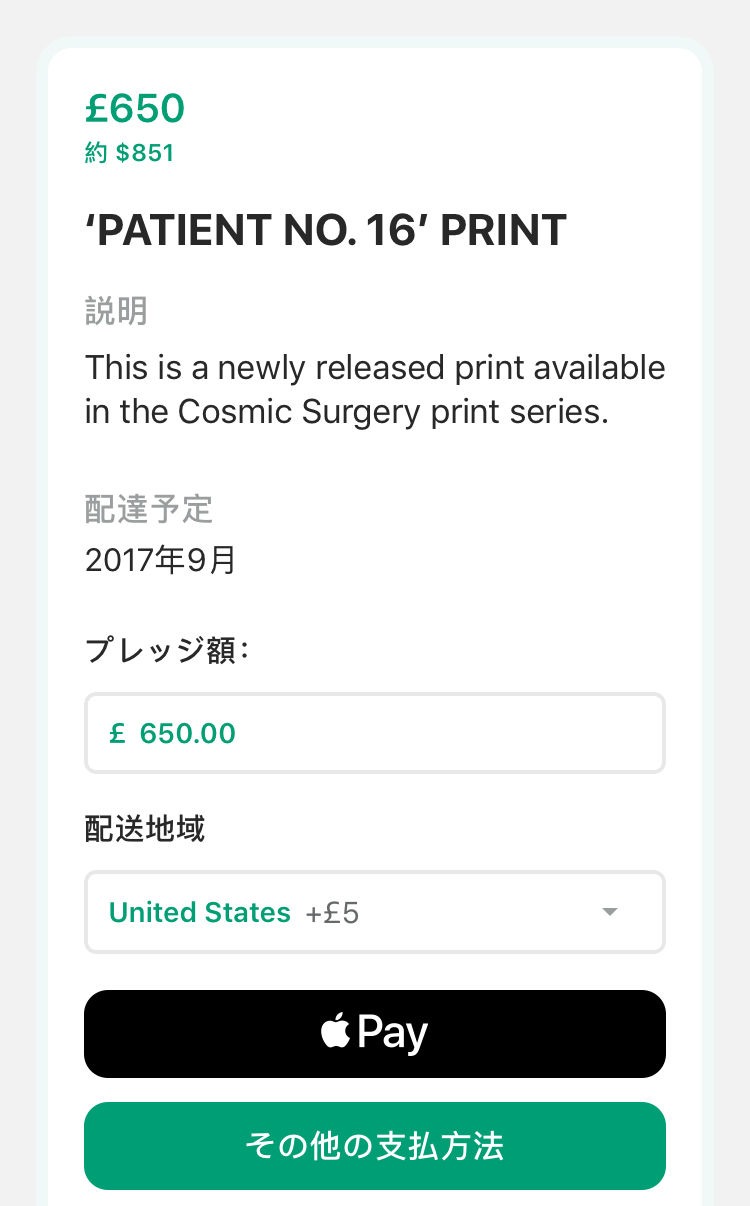 £650
約 $851
‘PATIENT NO. 16’ PRINT
説明
This is a newly released print available
in the Cosmic Surgery print series.
配達予定
2017年9月
プレッジ額：
£ 650.00
配送地域
United States +£5
Pay
その他の支払方法